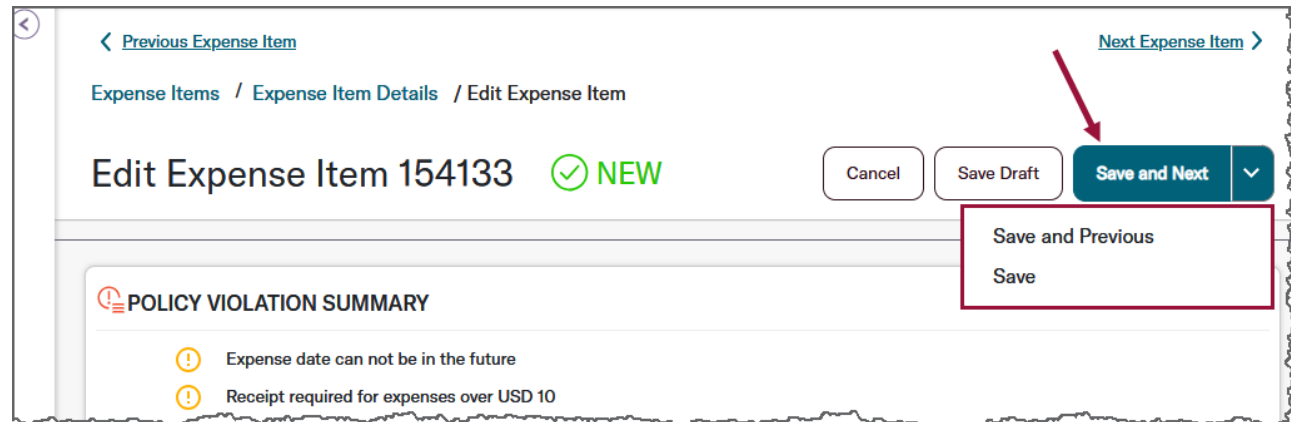 Previous Expense Item
Next Expense Item
Expense Items / Expense Item Details / Edit Expense Item
Edit Expense Item 154133 NEW
Cancel
Save Draft
Save and Next
Save and Previous
Save
POLICY VIOLATION SUMMARY
Expense date can not be in the future
Receipt required for expenses over USD 10